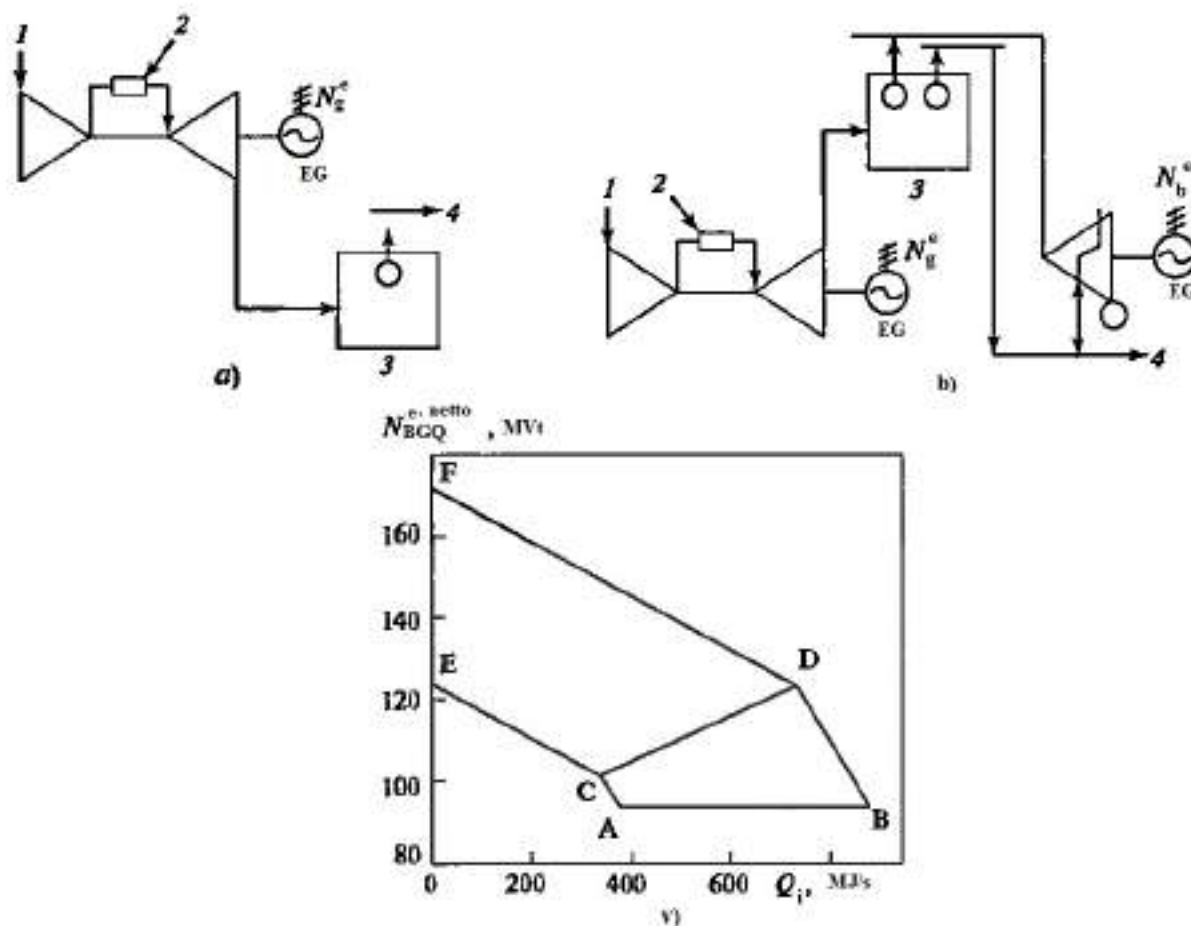 1
2
N_g^e
EG
4
3
a)
1
2
3
N_g^e
EG
N_b^e
EG
4
b)
N_BGQ^e. netto , MVt
F
160
140
E
D
120
100
C
A
B
80
0
200
400
600
Q_i, MJ/s
v)